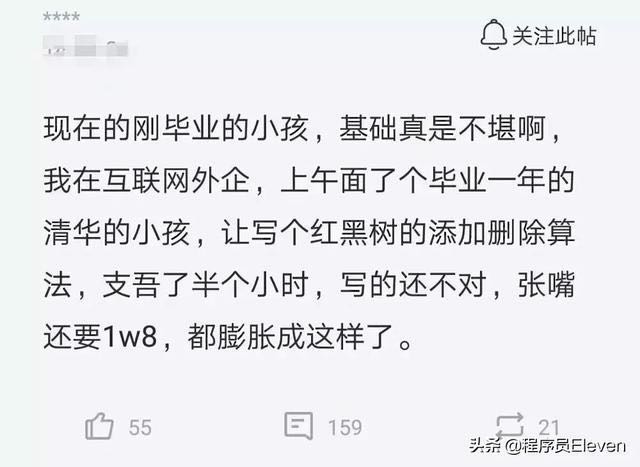 ****
关注此帖
现在的刚毕业的小孩，基础真是不堪啊，
我在互联网外企，上午面了个毕业一年的
清华的小孩，让写个红黑树的添加删除算
法，支吾了半个小时，写的还不对，张嘴
还要1w8，都膨胀成这样了。
55
159
21
头条 @程序员Eleven